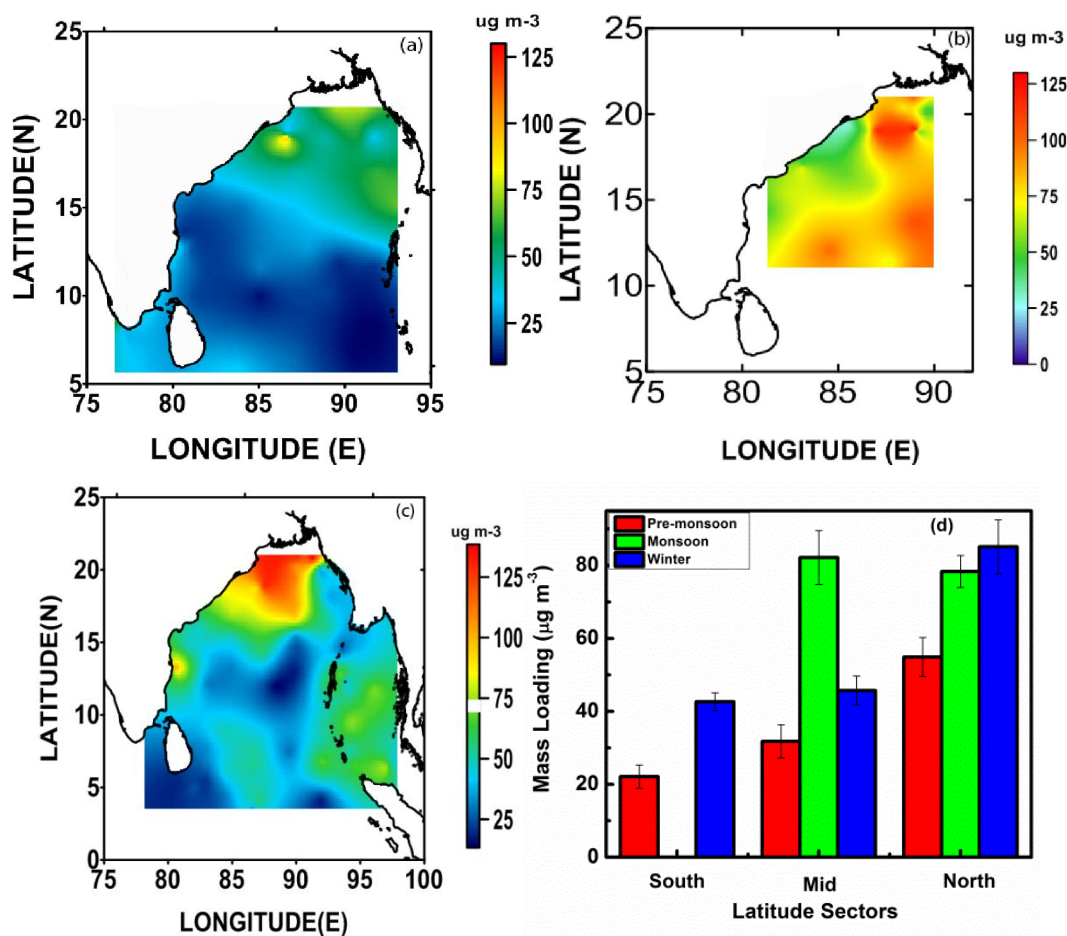 ug m-3
(a)
25
20
15
10
5
125
100
75
50
25
LATITUDE(N)
75 80 85 90 95
LONGITUDE (E)
ug m-3
(b)
25
20
15
10
5
125
100
75
50
25
0
LATITUDE (N)
75 80 85 90
LONGITUDE (E)
(c)
ug m-3
25
20
15
10
5
0
125
100
75
50
25
LATITUDE(N)
75 80 85 90 95 100
LONGITUDE(E)
(d)
Pre-monsoon
Monsoon
Winter
80
60
40
20
0
Mass Loading (µg m-3)
South Mid North
Latitude Sectors